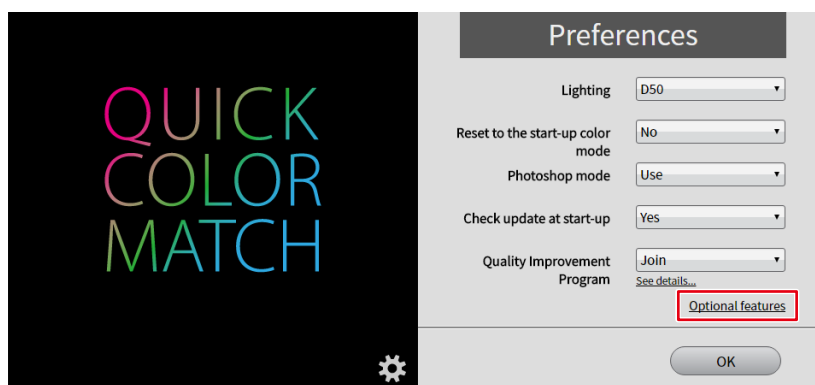 QUICK
COLOR
MATCH
Preferences
Lighting D50
Reset to the start-up color No
mode
Photoshop mode Use
Check update at start-up Yes
Quality Improvement Join
Program See details...
Optional features
OK